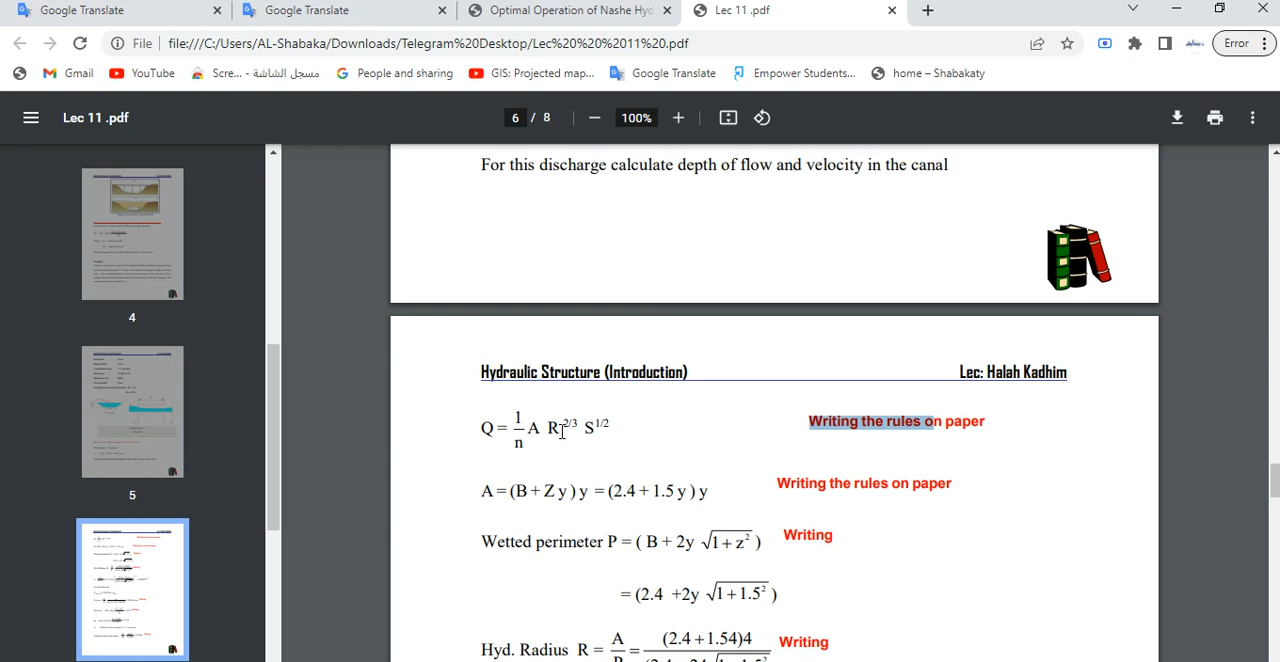 Google Translate
Google Translate
Optimal Operation of Nashe Hyd
Lec 11 .pdf
File
file:///C:/Users/AL-Shabaka/Downloads/Telegram%20Desktop/Lec%20%20%2011%20.pdf
Error
Gmail
YouTube
Scre... - مسجل الشاشة
People and sharing
GIS: Projected map...
Google Translate
Empower Students...
home – Shabakaty
Lec 11 .pdf
6 / 8
100%
4
5
For this discharge calculate depth of flow and velocity in the canal
Hydraulic Structure (Introduction) Lec: Halah Kadhim
Q = 1/n A R^2/3 S^1/2 Writing the rules on paper
A = (B + Z y) y = (2.4 + 1.5 y) y Writing the rules on paper
Wetted perimeter P = ( B + 2y √1 + z² ) Writing
= (2.4 +2y √1 + 1.5² )
Hyd. Radius R = A/P = (2.4 + 1.54)4 Writing